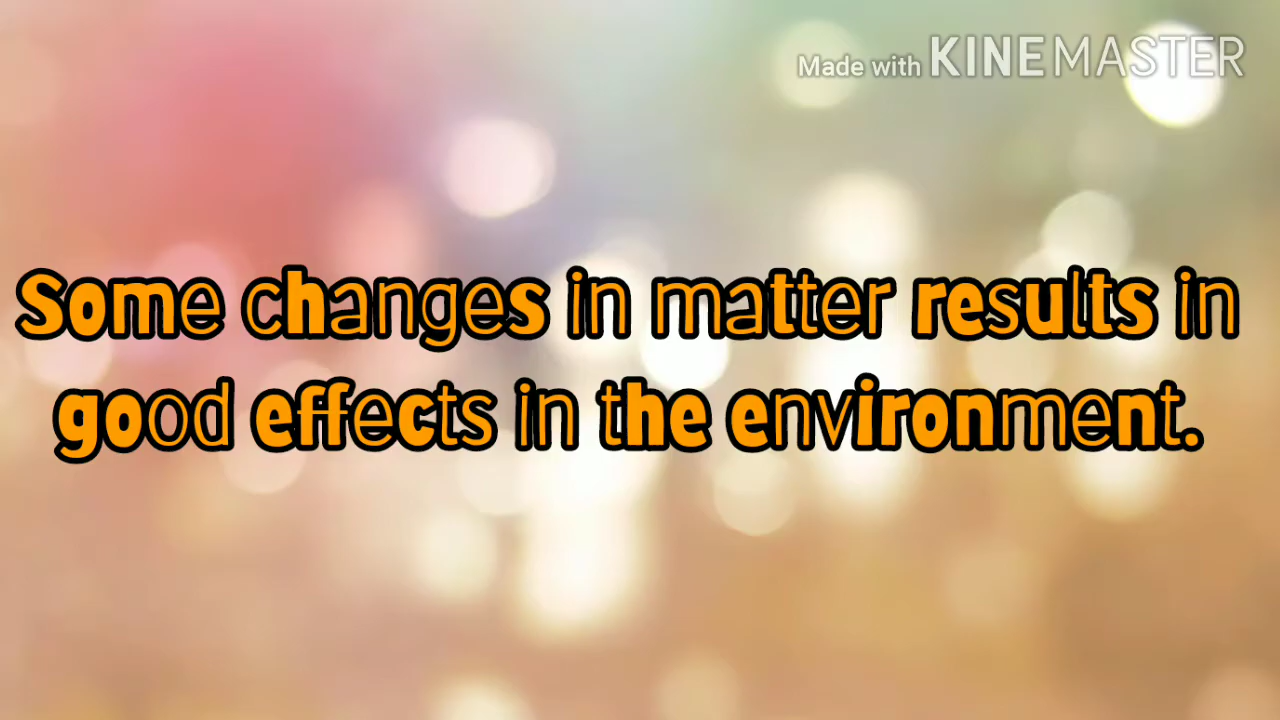 Made with KINEMASTER
Some changes in matter results in
good effects in the environment.